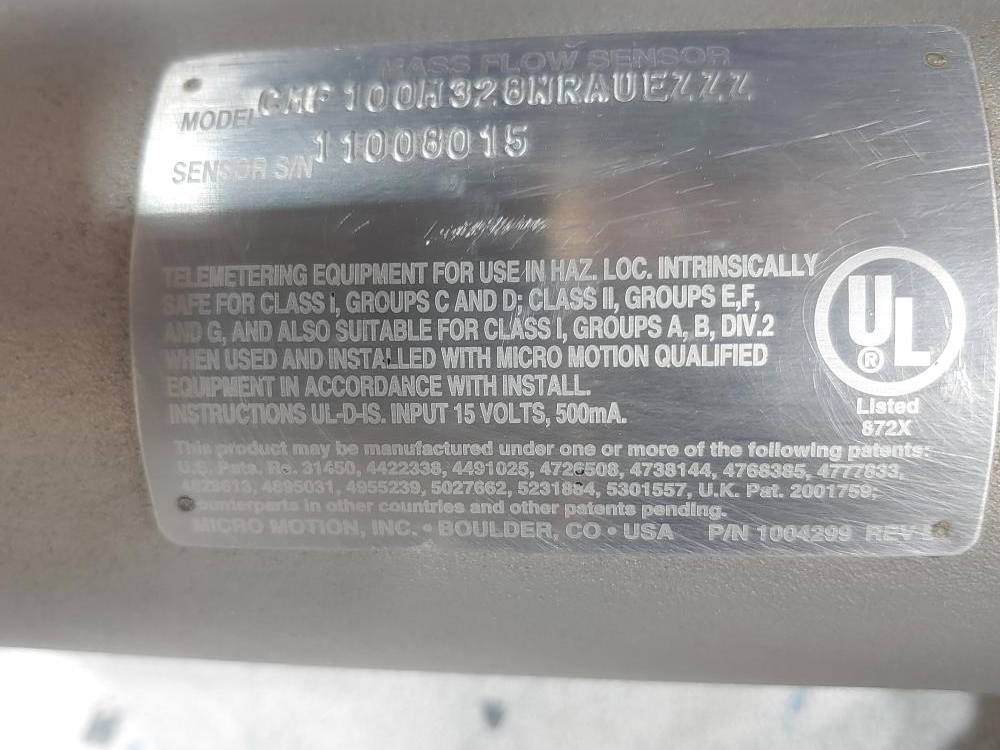 MASS FLOW SENSOR
MODEL CMF100H328NRAUEZZZ
SENSOR S/N 11008015
TELEMETERING EQUIPMENT FOR USE IN HAZ. LOC. INTRINSICALLY
SAFE FOR CLASS I, GROUPS C AND D; CLASS II, GROUPS E,F,
AND G, AND ALSO SUITABLE FOR CLASS I, GROUPS A, B, DIV.2
WHEN USED AND INSTALLED WITH MICRO MOTION QUALIFIED
EQUIPMENT IN ACCORDANCE WITH INSTALL.
INSTRUCTIONS UL-D-IS. INPUT 15 VOLTS, 500mA.
UL
®
Listed
872X
This product may be manufactured under one or more of the following patents:
U.S. Pats. Re. 31450, 4422338, 4491025, 4738144, 4768385, 4777833,
4895031, 4955239, 5027662, 5301557, U.K. Pat. 2001759;
counterparts in other countries and other patents pending.
MICRO MOTION, INC. • BOULDER, CO • USA P/N 1004299 REV